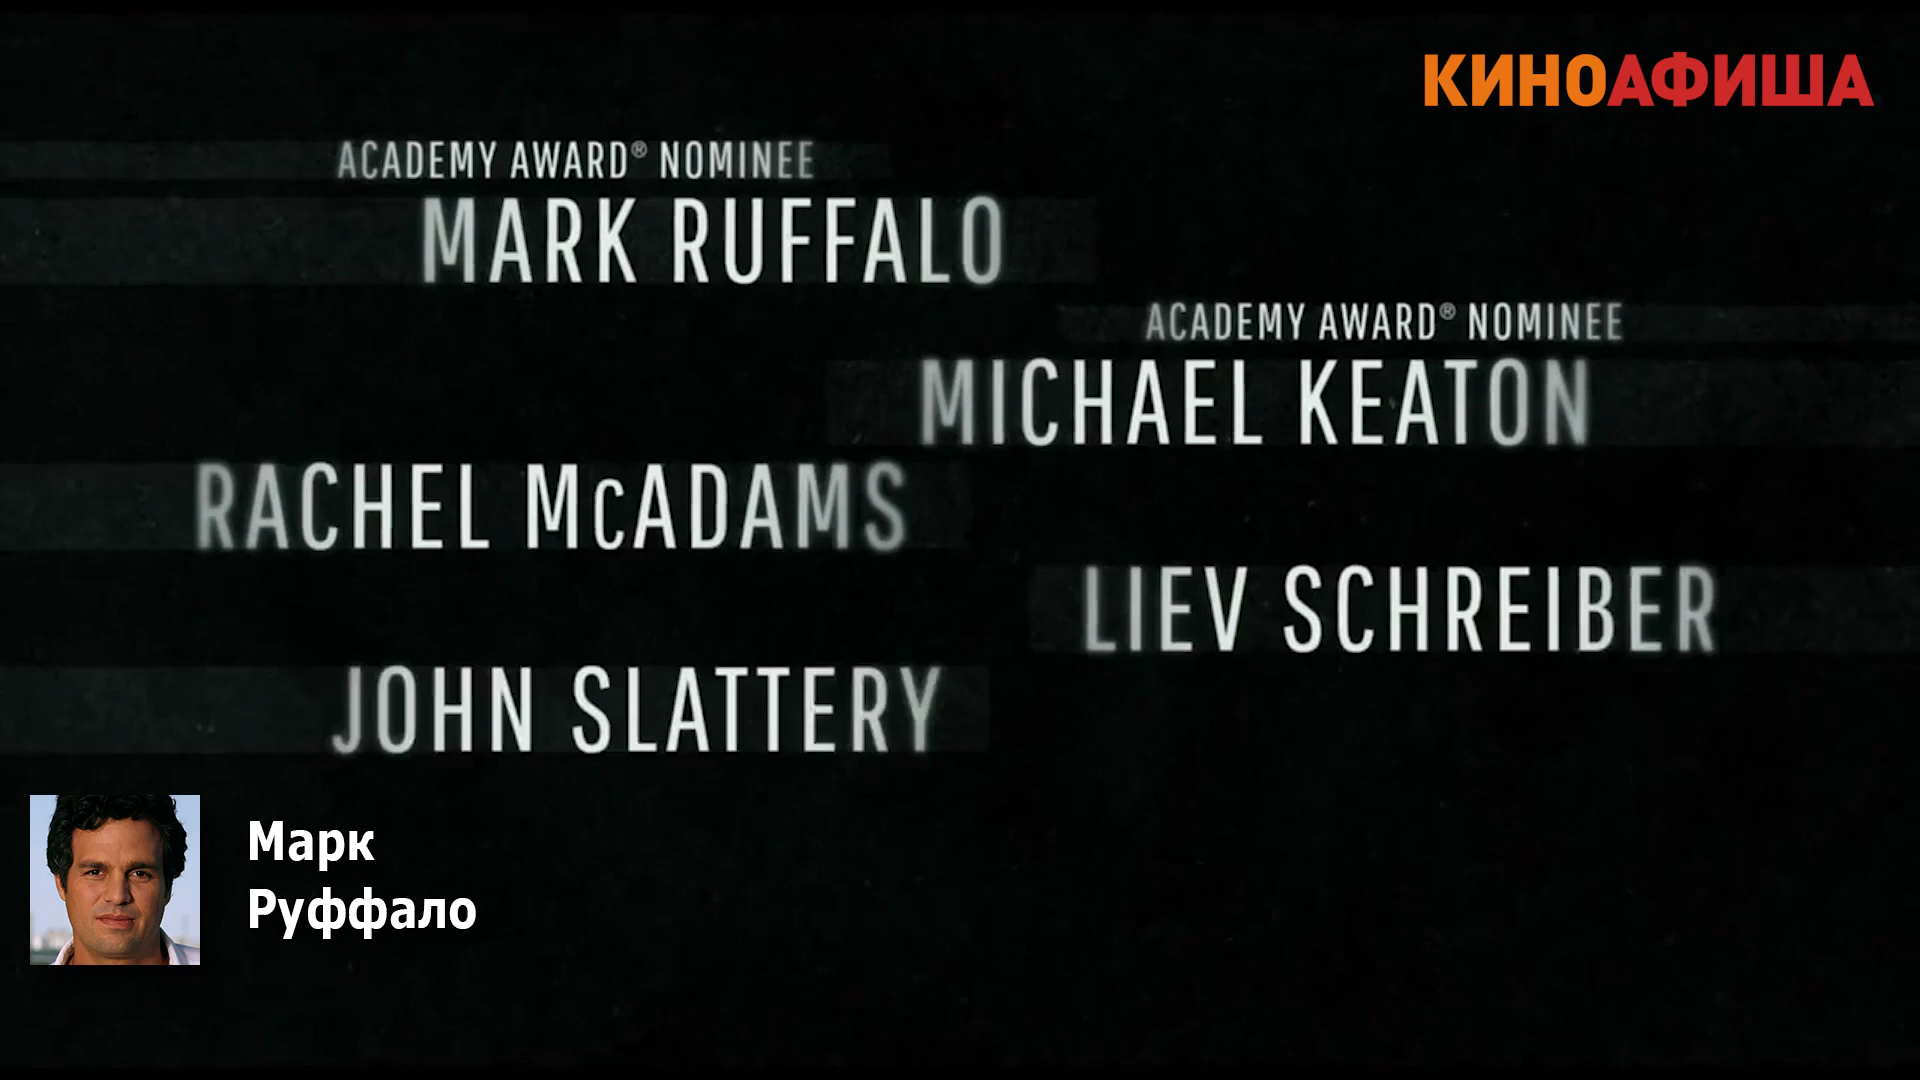 КИНОАФИША
ACADEMY AWARD® NOMINEE
MARK RUFFALO
ACADEMY AWARD® NOMINEE
MICHAEL KEATON
RACHEL McADAMS
LIEV SCHREIBER
JOHN SLATTERY
Марк
Руффало